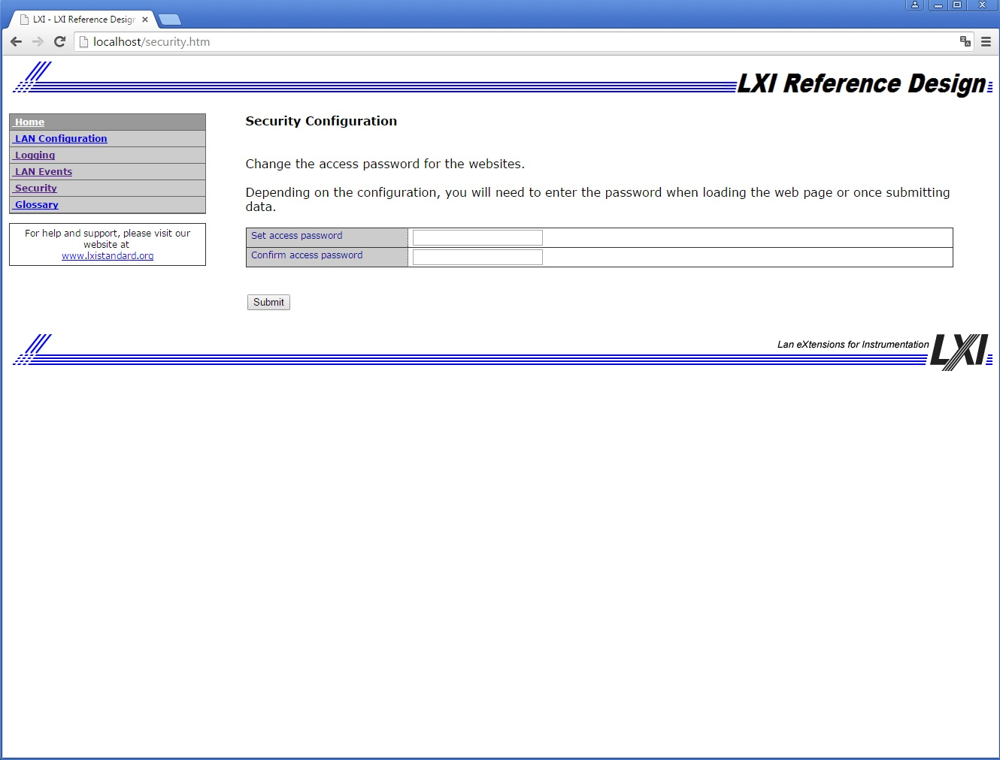 LXI - LXI Reference Design
localhost/security.htm
LXI Reference Design
Home
LAN Configuration
Logging
LAN Events
Security
Glossary
For help and support, please visit our
website at
www.lxistandard.org
Security Configuration
Change the access password for the websites.
Depending on the configuration, you will need to enter the password when loading the web page or once submitting
data.
Set access password
Confirm access password
Submit
Lan eXtensions for Instrumentation
LXI